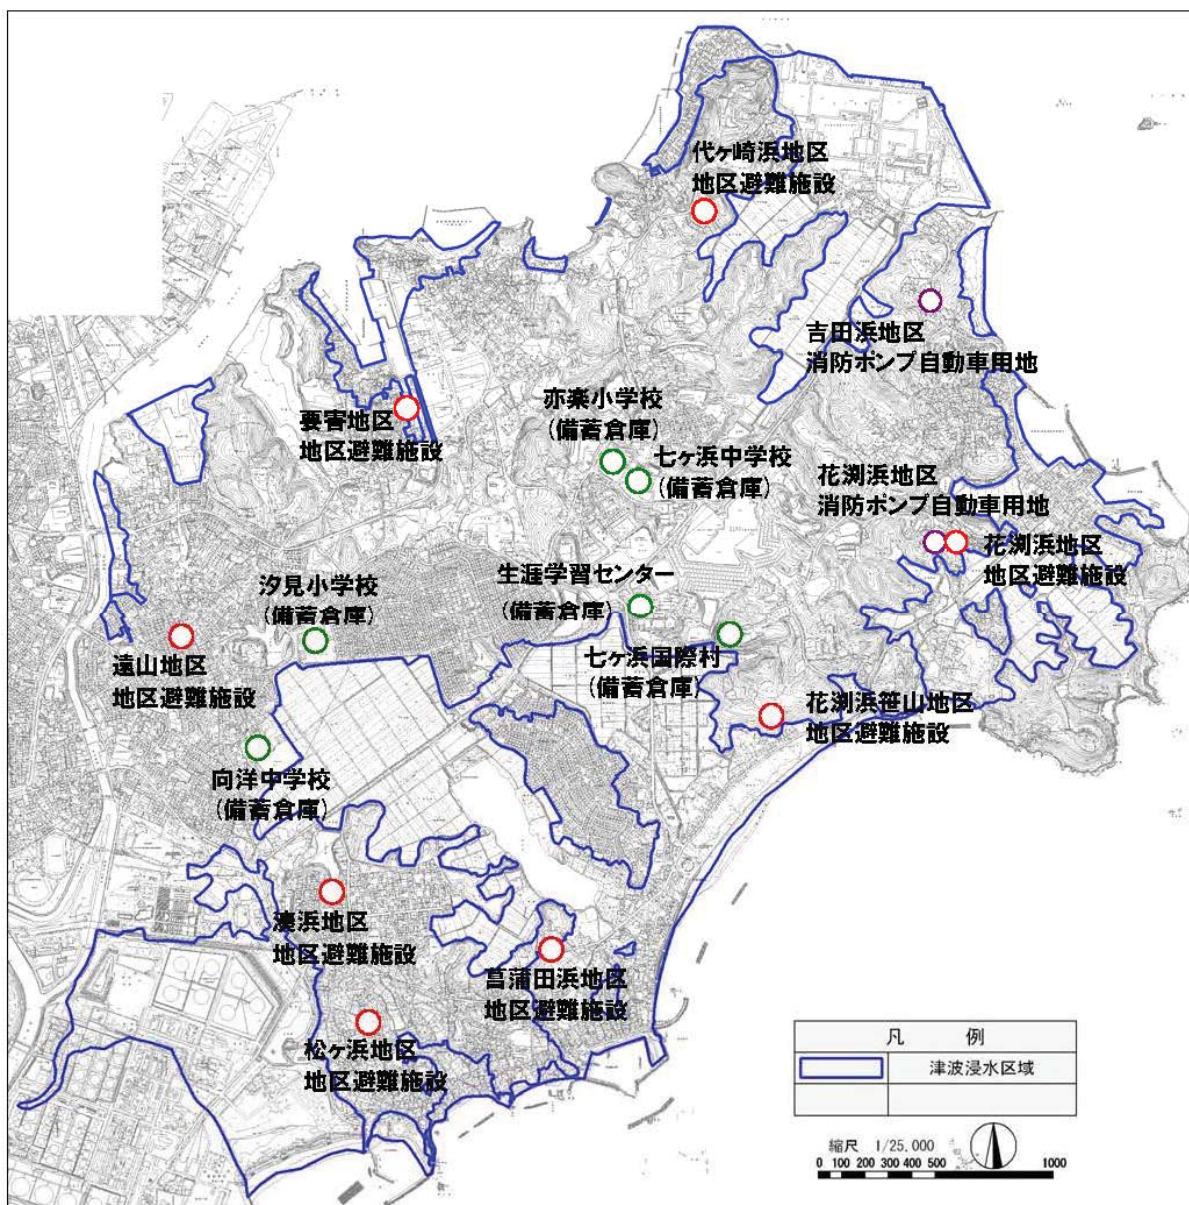 代ヶ崎浜地区
地区避難施設
吉田浜地区
消防ポンプ自動車用地
要害地区
地区避難施設
亦楽小学校
(備蓄倉庫)
七ヶ浜中学校
(備蓄倉庫)
花渕浜地区
消防ポンプ自動車用地
花渕浜地区
地区避難施設
汐見小学校
(備蓄倉庫)
生涯学習センター
(備蓄倉庫)
遠山地区
地区避難施設
七ヶ浜国際村
(備蓄倉庫)
花渕浜笹山地区
地区避難施設
向洋中学校
(備蓄倉庫)
湊浜地区
地区避難施設
菖蒲田浜地区
地区避難施設
松ヶ浜地区
地区避難施設
凡 例
津波浸水区域
縮尺 1/25,000
0 100 200 300 400 500 1000